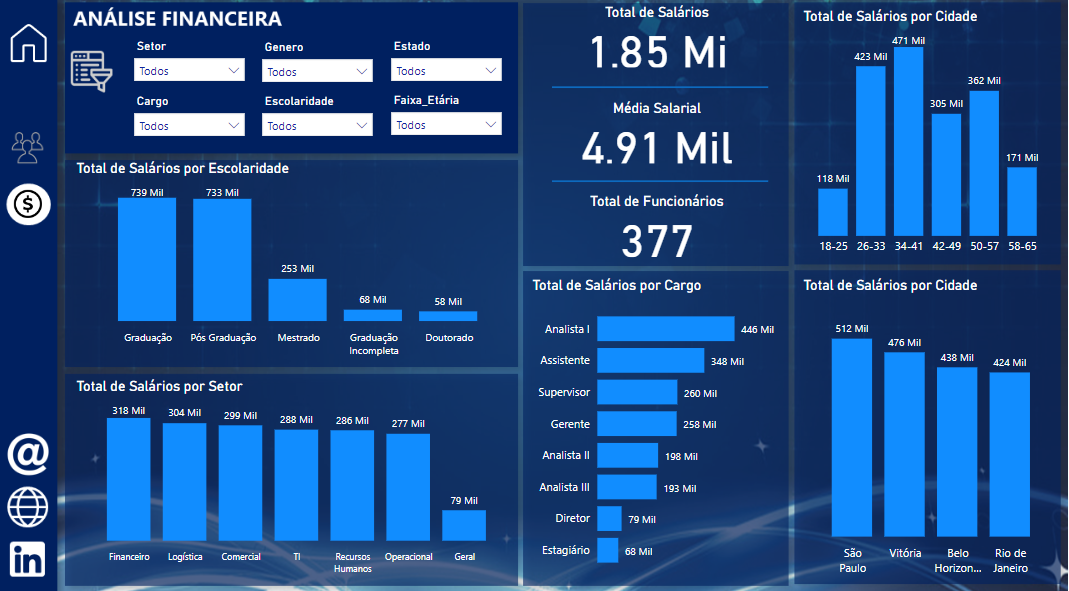 ANÁLISE FINANCEIRA
Setor
Genero
Estado
Todos
Todos
Todos
Cargo
Escolaridade
Faixa_Etária
Todos
Todos
Todos
Total de Salários
1.85 Mi
Média Salarial
4.91 Mil
Total de Funcionários
377
Total de Salários por Cidade
118 Mil
423 Mil
471 Mil
305 Mil
362 Mil
171 Mil
18-25
26-33
34-41
42-49
50-57
58-65
Total de Salários por Escolaridade
739 Mil
733 Mil
253 Mil
68 Mil
58 Mil
Graduação
Pós Graduação
Mestrado
Graduação
Incompleta
Doutorado
Total de Salários por Setor
318 Mil
304 Mil
299 Mil
288 Mil
286 Mil
277 Mil
79 Mil
Financeiro
Logística
Comercial
TI
Recursos
Humanos
Operacional
Geral
Total de Salários por Cargo
Analista I 446 Mil
Assistente 348 Mil
Supervisor 260 Mil
Gerente 258 Mil
Analista II 198 Mil
Analista III 193 Mil
Diretor 79 Mil
Estagiário 68 Mil
Total de Salários por Cidade
512 Mil
476 Mil
438 Mil
424 Mil
São
Paulo
Vitória
Belo
Horizon...
Rio de
Janeiro
$
@
in